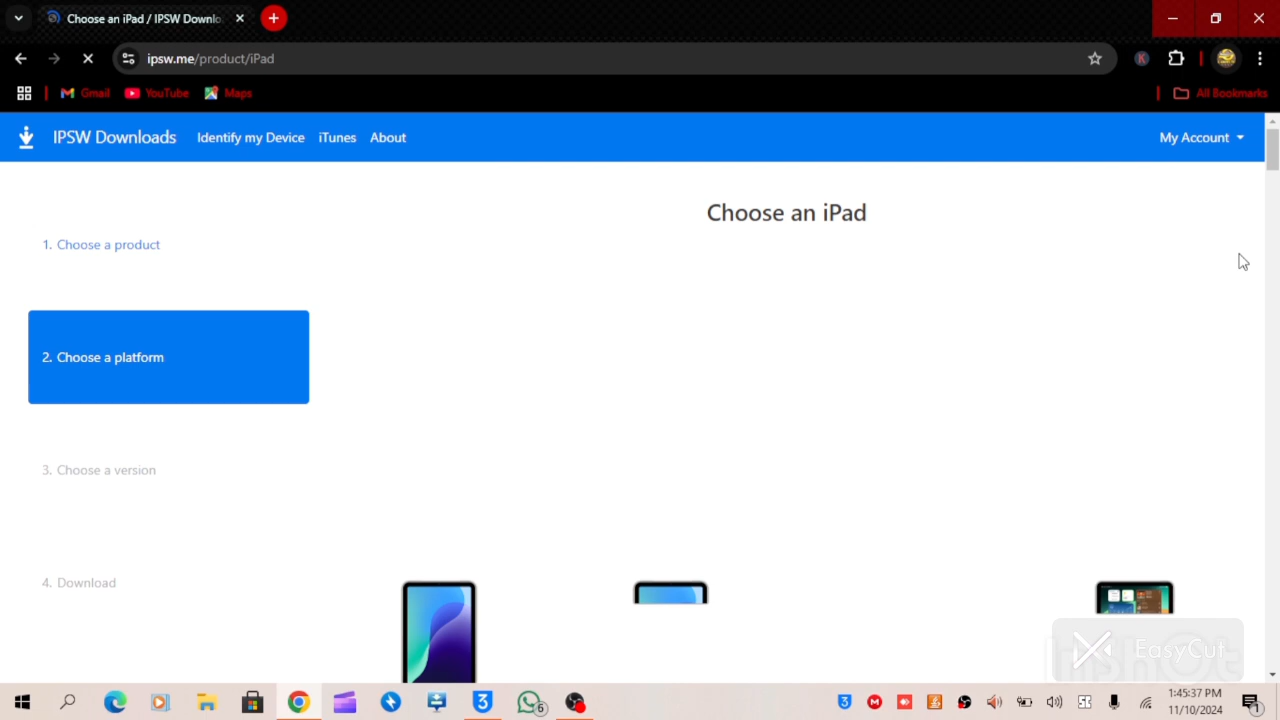 Choose an iPad / IPSW Downlo
ipsw.me/product/iPad
Gmail
YouTube
Maps
All Bookmarks
IPSW Downloads
Identify my Device
iTunes
About
My Account
Choose an iPad
1. Choose a product
2. Choose a platform
3. Choose a version
4. Download
EasyCut
1:45:37 PM
11/10/2024